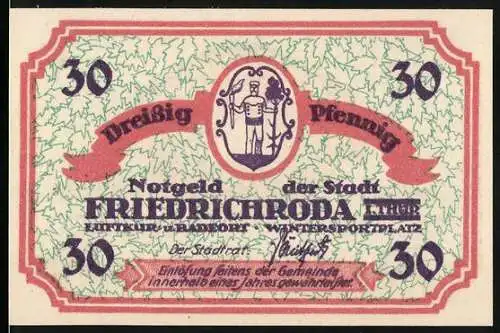 30 30
Dreißig Pfennig
Notgeld der Stadt
FRIEDRICHRODA I.THÜR
LUFTKUR- U. BADEORT · WINTERSPORTPLATZ
Der Stadtrat:
30 30
Einlösung seitens der Gemeinde
innerhalb eines Jahres gewährleistet.